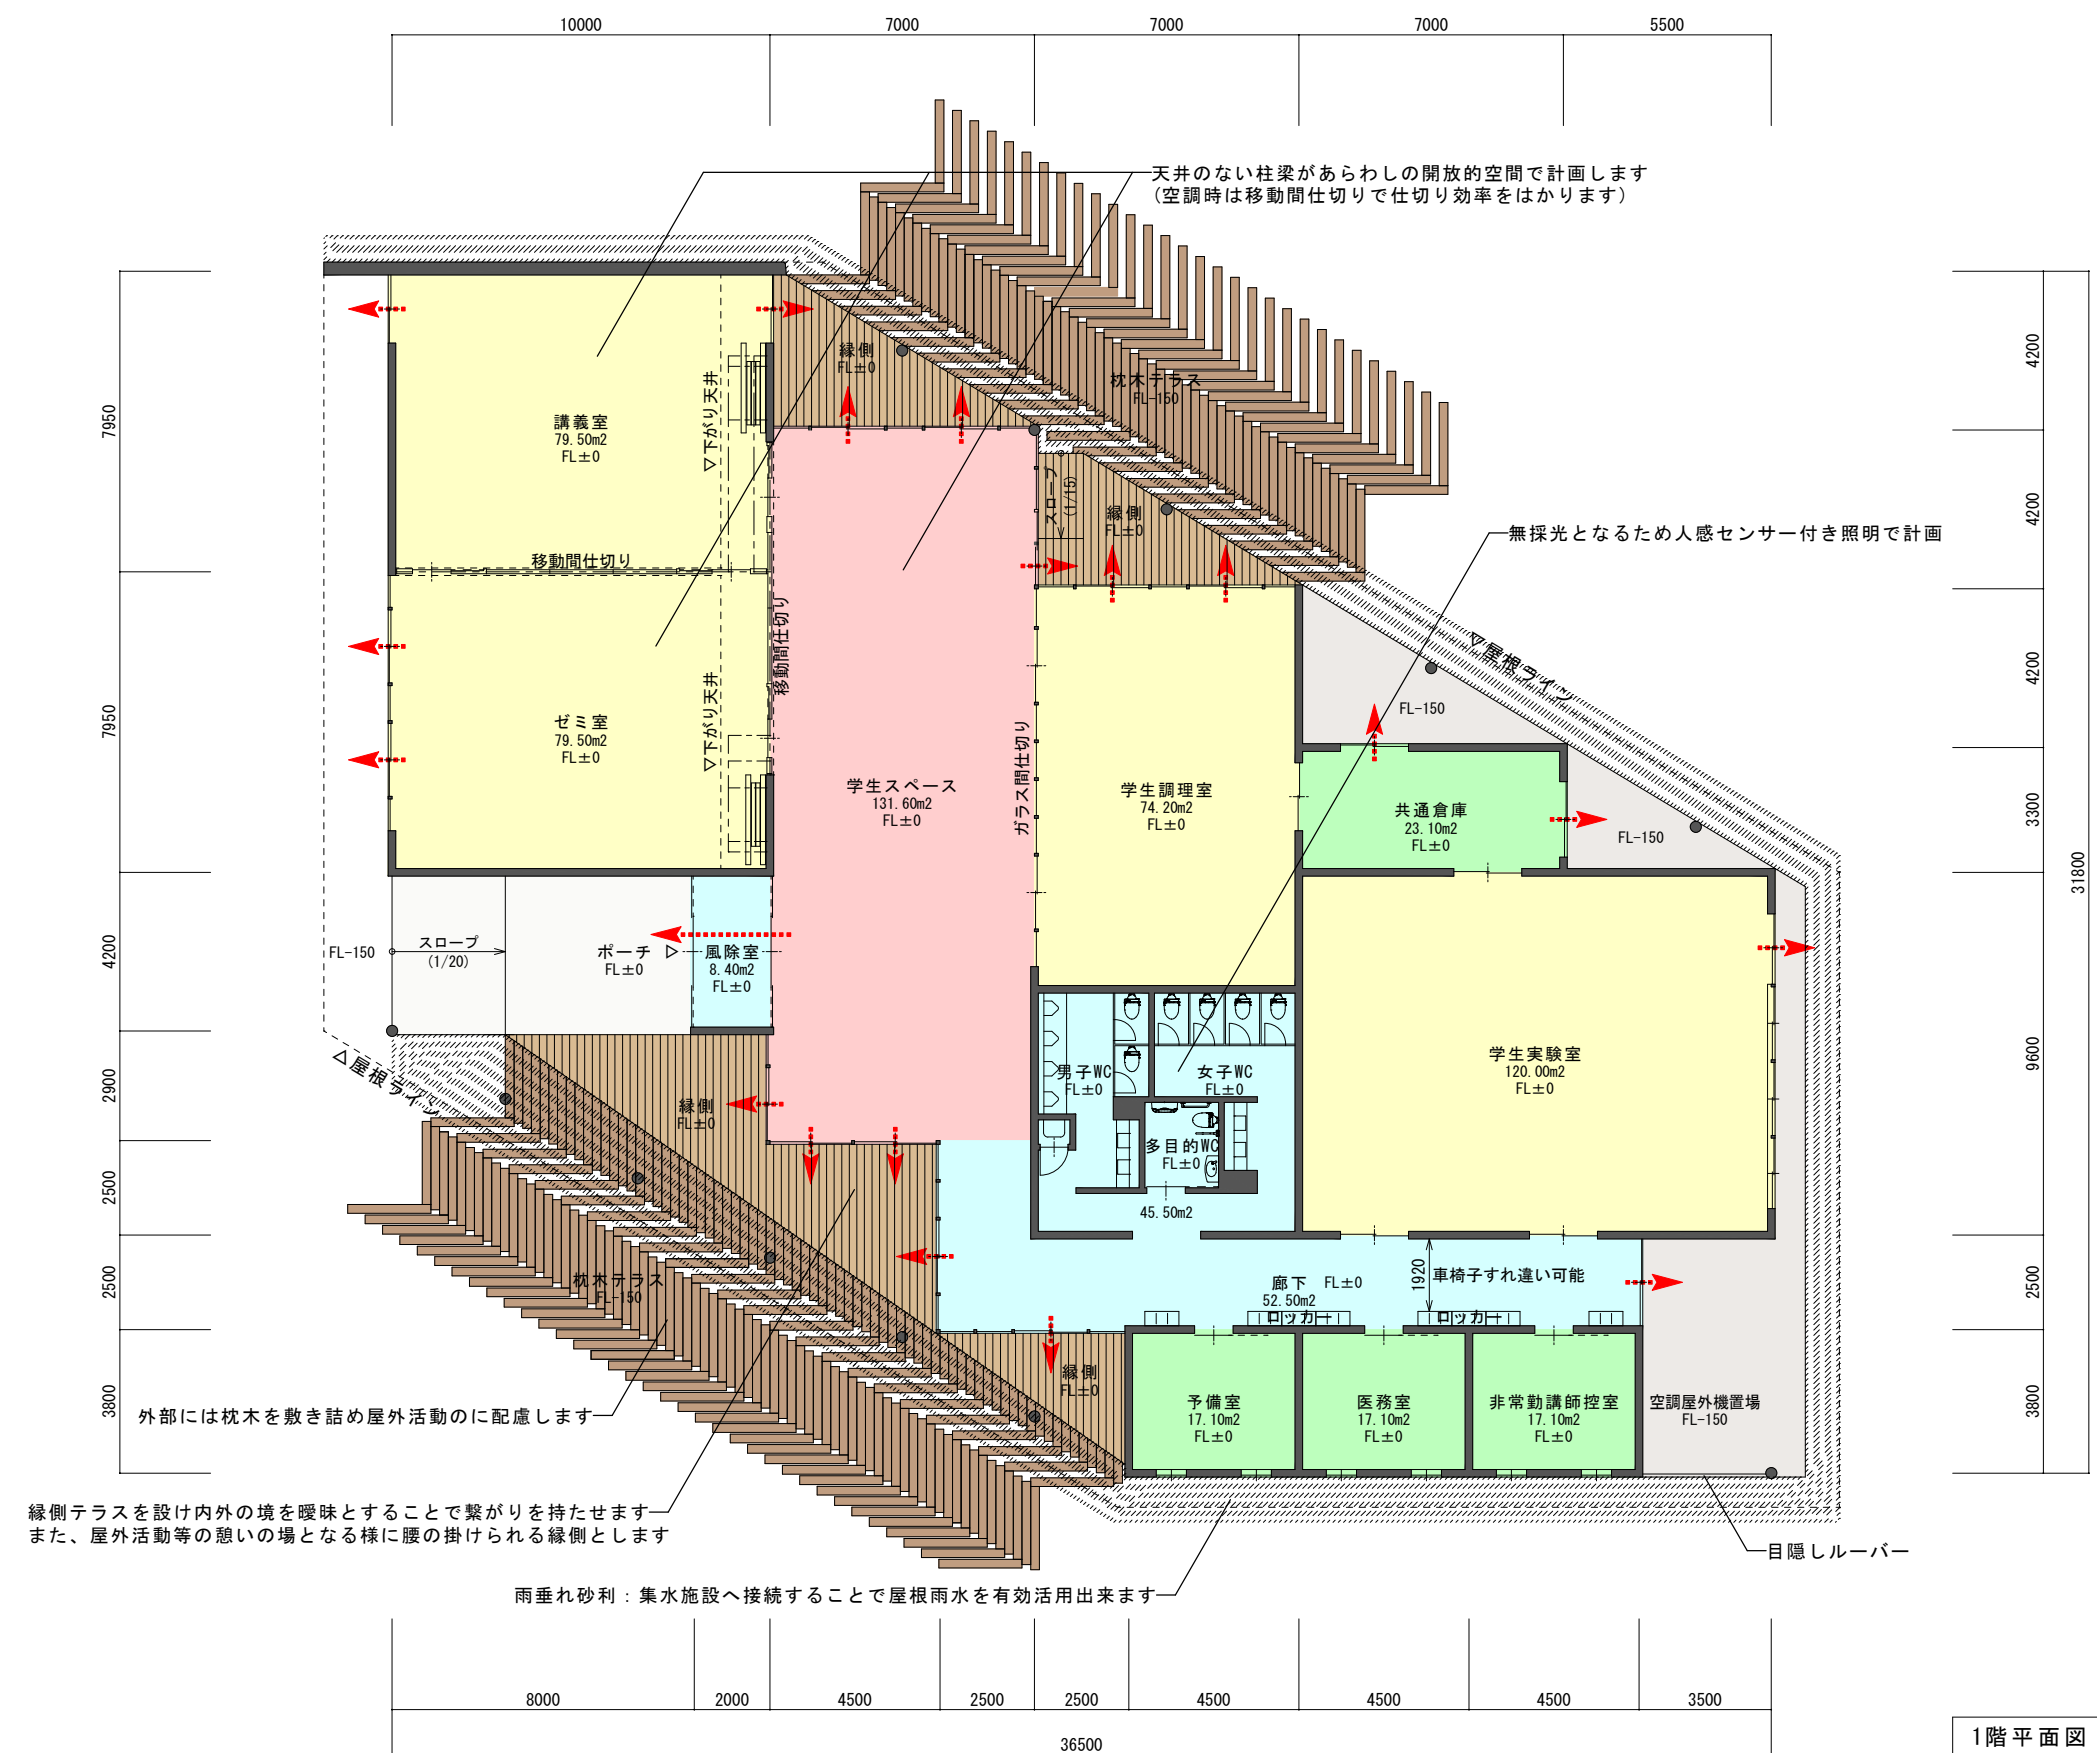 10000
7000
7000
7000
5500
天井のない柱梁があらわしの開放的空間で計画します
(空調時は移動間仕切りで仕切り効率をはかります)
縁側
FL±0
枕木テラス
FL-150
講義室
79.50m2
FL±0
▽下がり天井
スロープ
(1/15)
縁側
FL±0
無採光となるため人感センサー付き照明で計画
移動間仕切り
移動間仕切り
▽屋根ライン
ゼミ室
79.50m2
FL±0
▽下がり天井
学生スペース
131.60m2
FL±0
ガラス間仕切り
学生調理室
74.20m2
FL±0
FL-150
共通倉庫
23.10m2
FL±0
FL-150
FL-150
スロープ
(1/20)
ポーチ ▷
FL±0
風除室
8.40m2
FL±0
△屋根ライン
縁側
FL±0
男子WC
FL±0
女子WC
FL±0
多目的WC
FL±0
45.50m2
学生実験室
120.00m2
FL±0
枕木テラス
FL-150
廊下 FL±0
52.50m2
1920
車椅子すれ違い可能
ロッカー
ロッカー
縁側
FL±0
予備室
17.10m2
FL±0
医務室
17.10m2
FL±0
非常勤講師控室
17.10m2
FL±0
空調屋外機置場
FL-150
外部には枕木を敷き詰め屋外活動のに配慮します
縁側テラスを設け内外の境を曖昧とすることで繋がりを持たせます
また、屋外活動等の憩いの場となる様に腰の掛けられる縁側とします
雨垂れ砂利：集水施設へ接続することで屋根雨水を有効活用出来ます
目隠しルーバー
7950
7950
4200
2900
2500
2500
3800
4200
4200
4200
3300
9600
2500
3800
31800
8000
2000
4500
2500
2500
4500
4500
4500
3500
36500
1階平面図